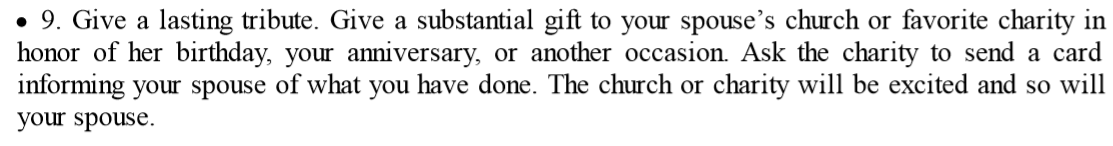 • 9. Give a lasting tribute. Give a substantial gift to your spouse’s church or favorite charity in
honor of her birthday, your anniversary, or another occasion. Ask the charity to send a card
informing your spouse of what you have done. The church or charity will be excited and so will
your spouse.